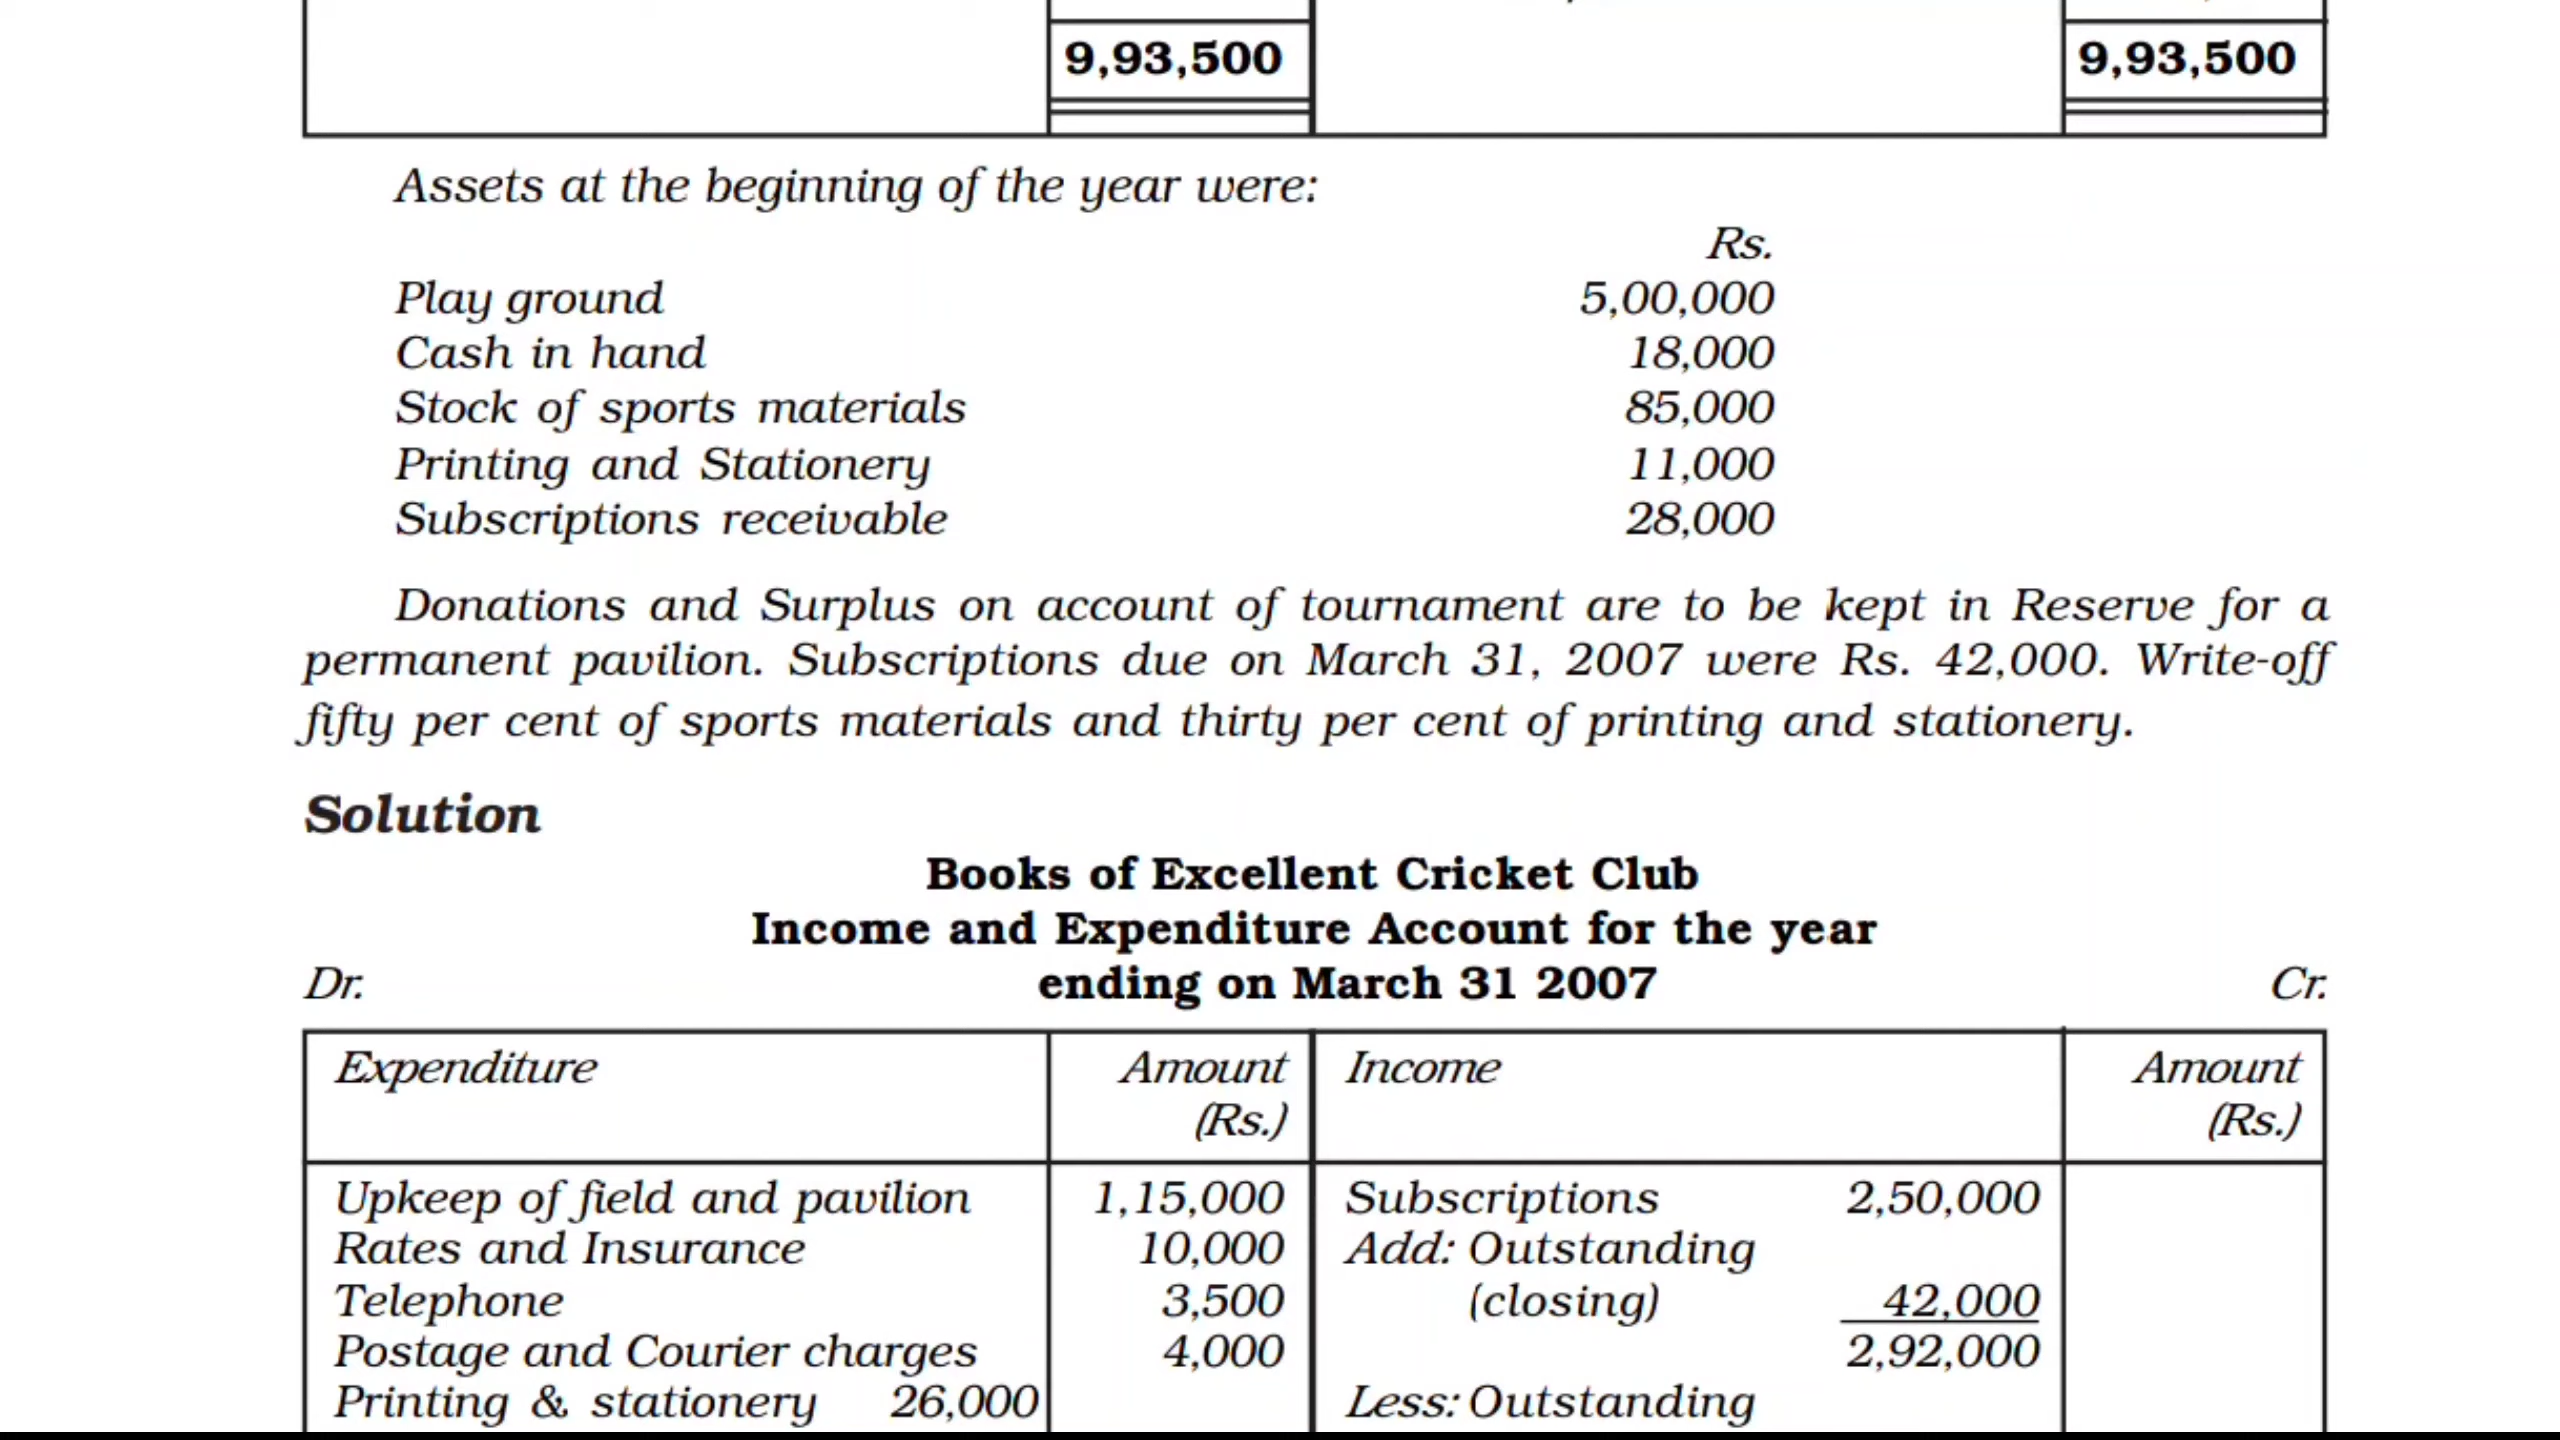 9,93,500 9,93,500
Assets at the beginning of the year were:
Rs.
Play ground 5,00,000
Cash in hand 18,000
Stock of sports materials 85,000
Printing and Stationery 11,000
Subscriptions receivable 28,000
Donations and Surplus on account of tournament are to be kept in Reserve for a
permanent pavilion. Subscriptions due on March 31, 2007 were Rs. 42,000. Write-off
fifty per cent of sports materials and thirty per cent of printing and stationery.
Solution
Books of Excellent Cricket Club
Income and Expenditure Account for the year
Dr. ending on March 31 2007 Cr.
Expenditure Amount Income Amount
(Rs.) (Rs.)
Upkeep of field and pavilion 1,15,000 Subscriptions 2,50,000
Rates and Insurance 10,000 Add: Outstanding
Telephone 3,500 (closing) 42,000
Postage and Courier charges 4,000 2,92,000
Printing & stationery 26,000 Less: Outstanding